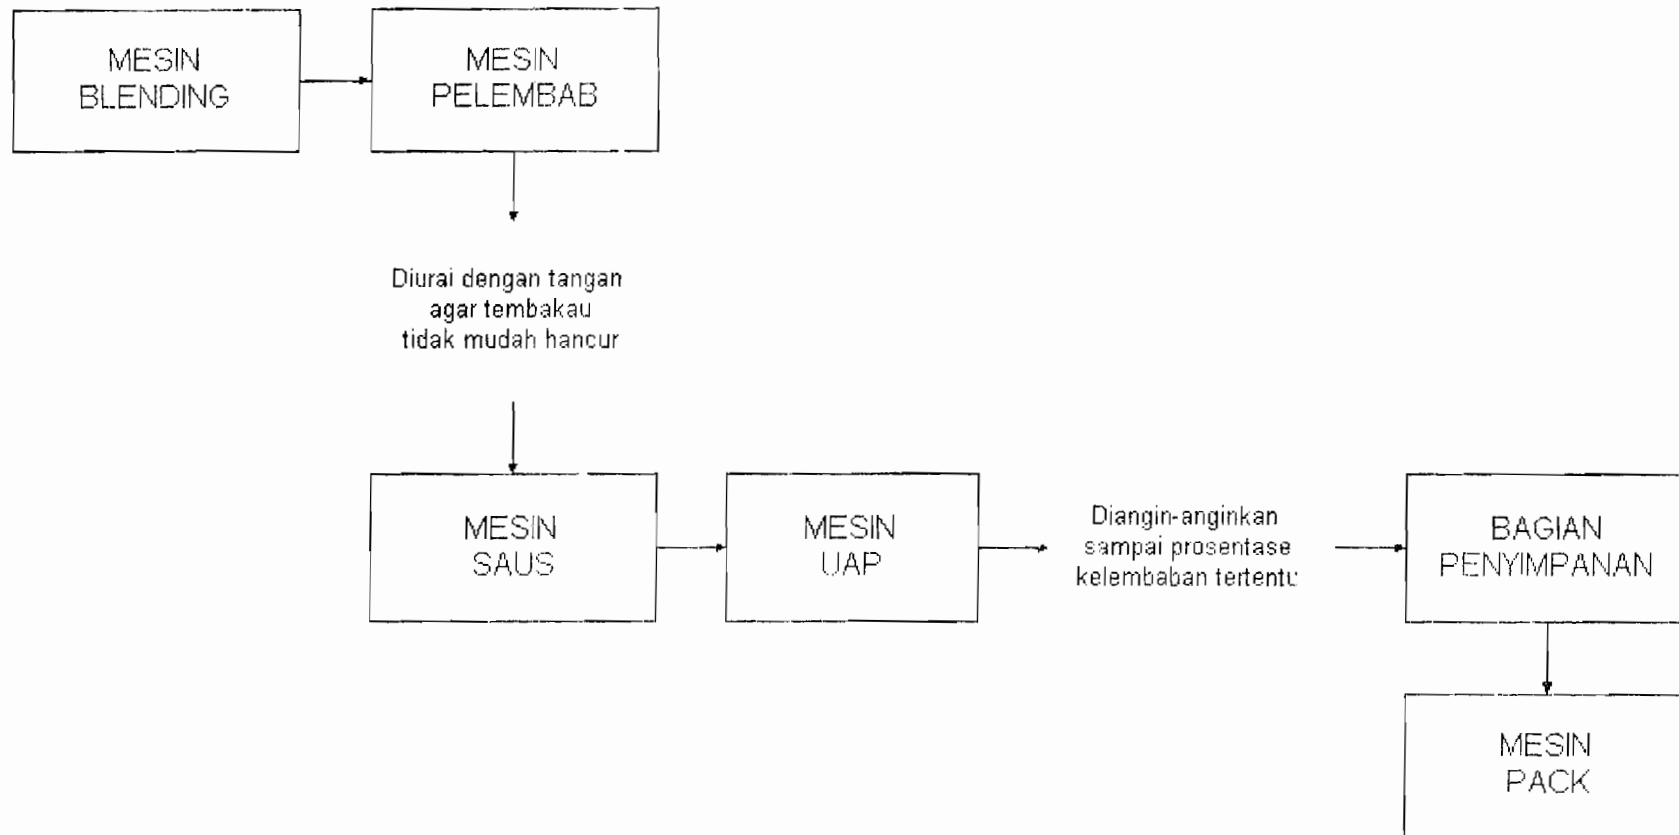 MESIN
BLENDING
MESIN
PELEMBAB
Diurai dengan tangan
agar tembakau
tidak mudah hancur
MESIN
SAUS
MESIN
UAP
Diangin-anginkan
sampai prosentase
kelembaban tertentu
BAGIAN
PENYIMPANAN
MESIN
PACK